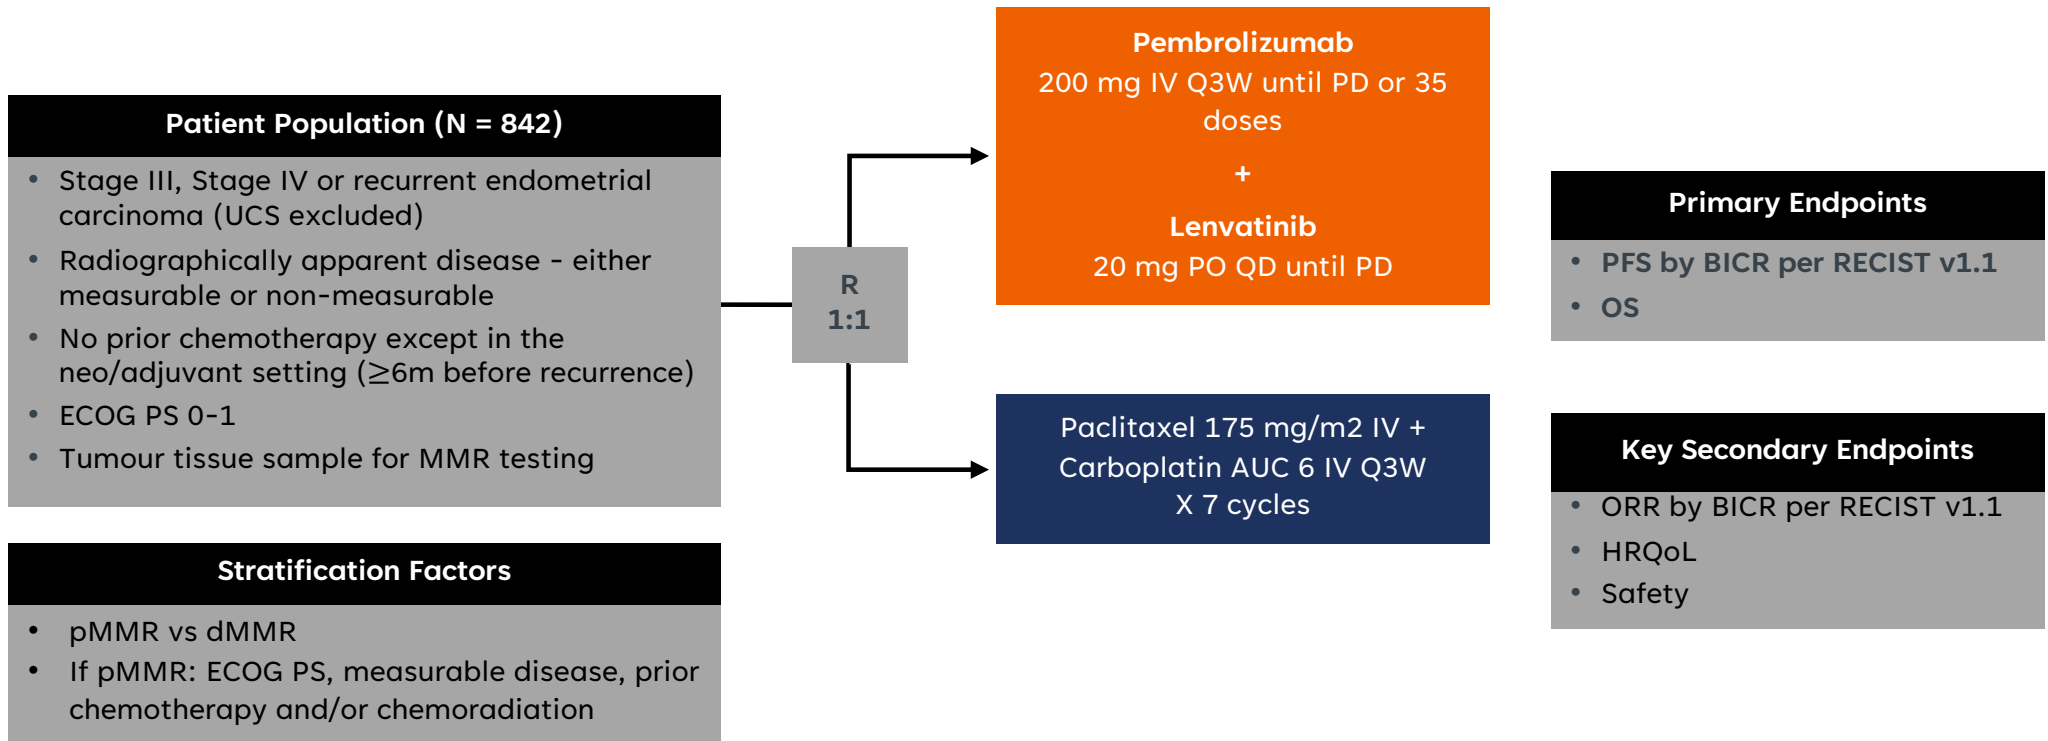 Patient Population (N = 842)
• Stage III, Stage IV or recurrent endometrial
carcinoma (UCS excluded)
• Radiographically apparent disease - either
measurable or non-measurable
• No prior chemotherapy except in the
neo/adjuvant setting (≥6m before recurrence)
• ECOG PS 0-1
• Tumour tissue sample for MMR testing
Stratification Factors
• pMMR vs dMMR
• If pMMR: ECOG PS, measurable disease, prior
chemotherapy and/or chemoradiation
R
1:1
Pembrolizumab
200 mg IV Q3W until PD or 35
doses
+
Lenvatinib
20 mg PO QD until PD
Paclitaxel 175 mg/m2 IV +
Carboplatin AUC 6 IV Q3W
X 7 cycles
Primary Endpoints
• PFS by BICR per RECIST v1.1
• OS
Key Secondary Endpoints
• ORR by BICR per RECIST v1.1
• HRQoL
• Safety